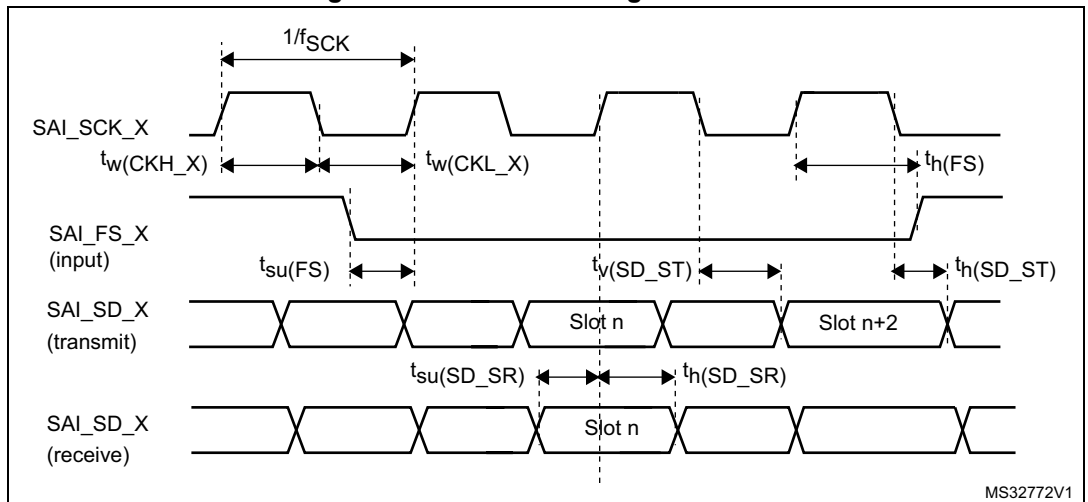 1/fSCK
SAI_SCK_X
tw(CKH_X)
tw(CKL_X)
th(FS)
SAI_FS_X
(input)
tsu(FS)
tv(SD_ST)
th(SD_ST)
SAI_SD_X
(transmit)
Slot n
Slot n+2
tsu(SD_SR)
th(SD_SR)
SAI_SD_X
(receive)
Slot n
MS32772V1